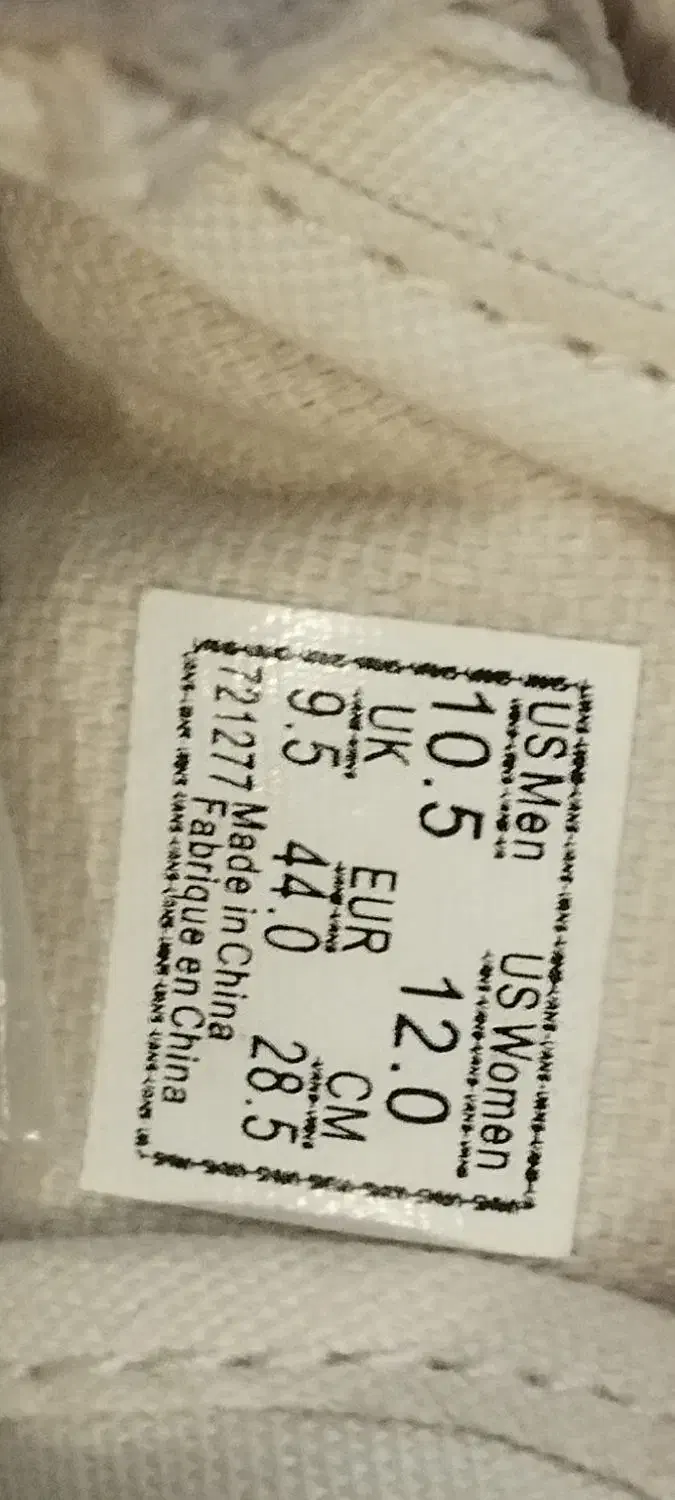 US Men US Women
10.5 12.0
UK EUR CM
9.5 44.0 28.5
721277 Made in China
Fabrique en China